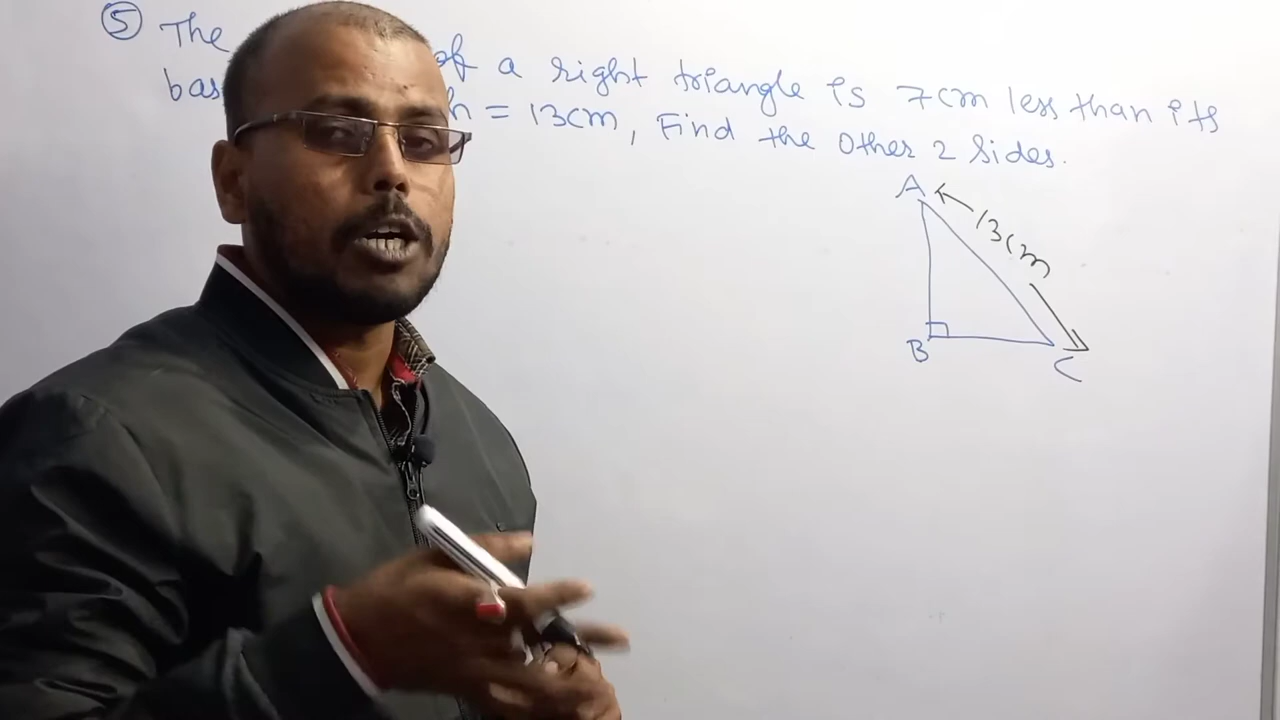 ⑤ The of a right triangle is 7cm less than its
bas h = 13cm, Find the other 2 sides.
A
13cm
B
C